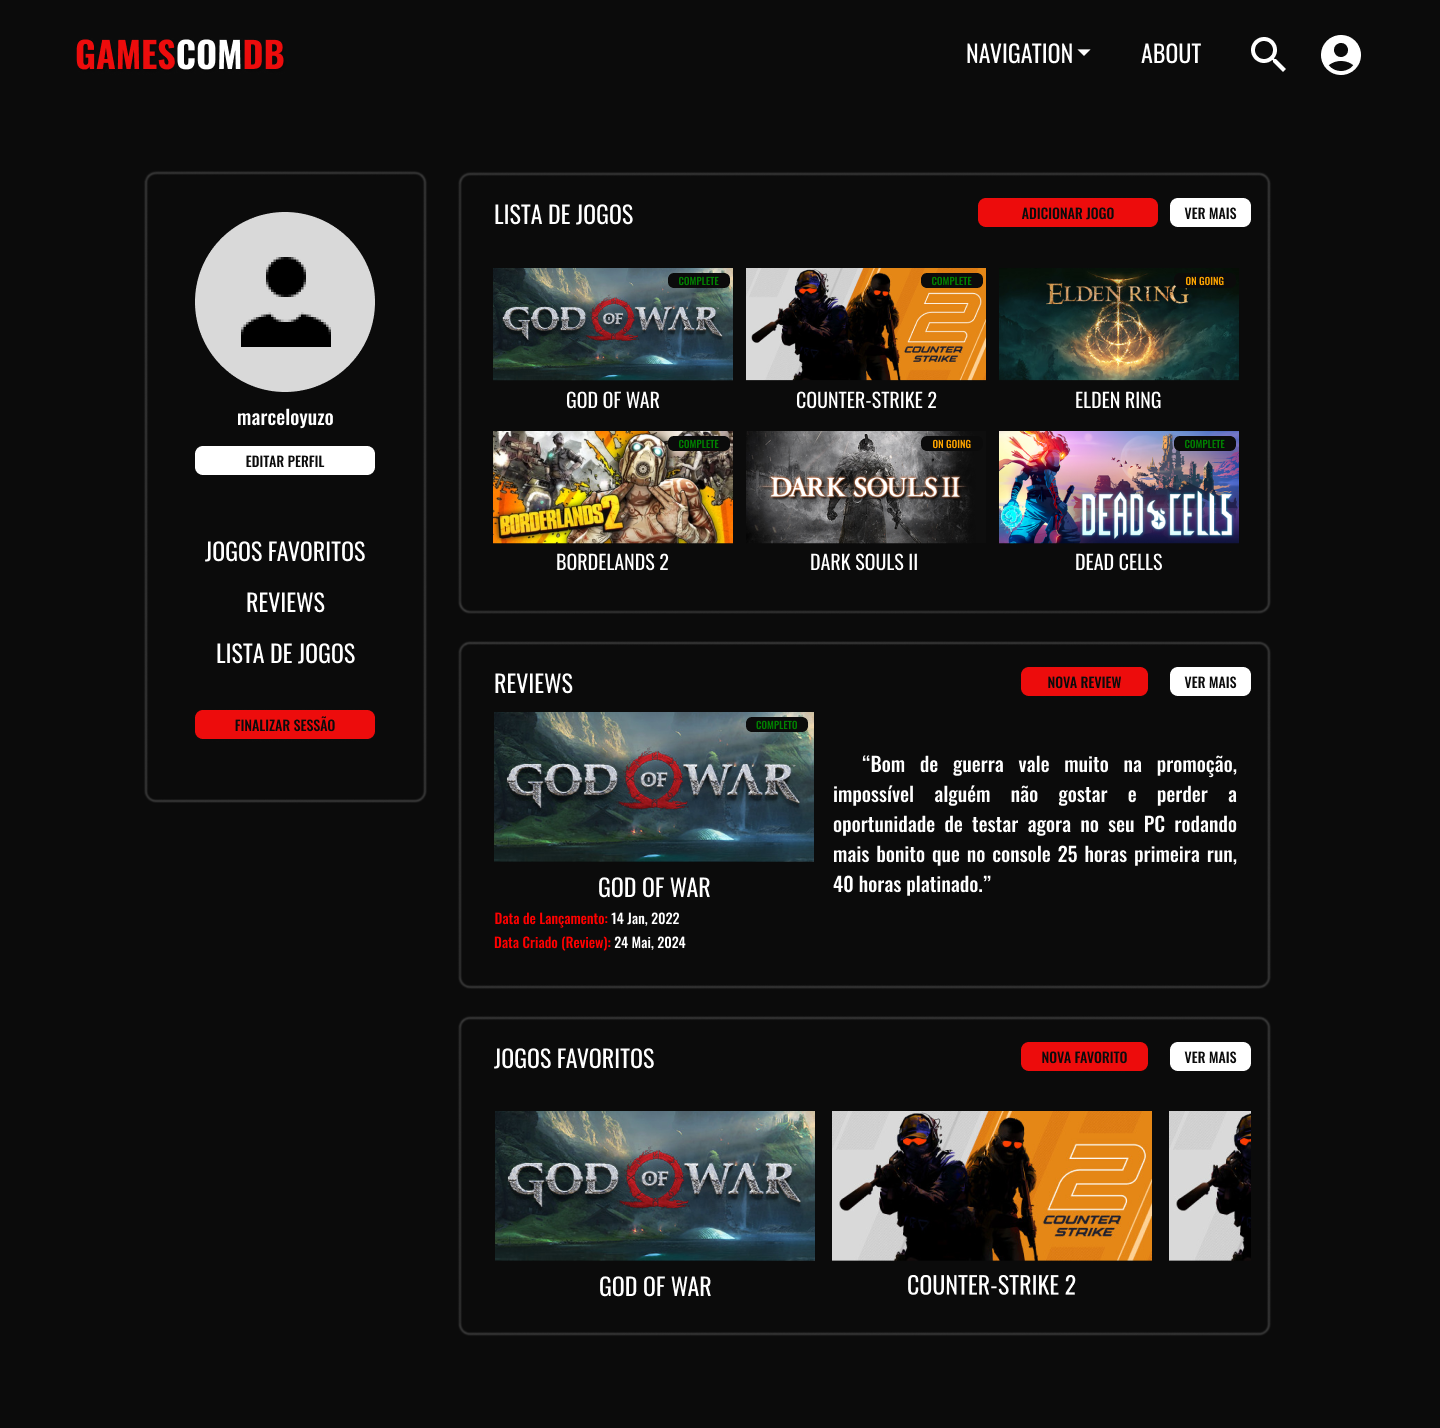 GAMESCOMDB
NAVIGATION
ABOUT
marceloyuzo
EDITAR PERFIL
JOGOS FAVORITOS
REVIEWS
LISTA DE JOGOS
FINALIZAR SESSÃO
LISTA DE JOGOS
ADICIONAR JOGO
VER MAIS
COMPLETE
GOD OF WAR
GOD OF WAR
COMPLETE
2
COUNTER
STRIKE
COUNTER-STRIKE 2
ON GOING
ELDEN RING
ELDEN RING
COMPLETE
BORDERLANDS 2
BORDELANDS 2
ON GOING
DARK SOULS II
DARK SOULS II
COMPLETE
DEAD CELLS
DEAD CELLS
REVIEWS
NOVA REVIEW
VER MAIS
COMPLETO
GOD OF WAR
GOD OF WAR
Data de Lançamento: 14 Jan, 2022
Data Criado (Review): 24 Mai, 2024
“Bom de guerra vale muito na promoção,
impossível alguém não gostar e perder a
oportunidade de testar agora no seu PC rodando
mais bonito que no console 25 horas primeira run,
40 horas platinado.”
JOGOS FAVORITOS
NOVA FAVORITO
VER MAIS
GOD OF WAR
GOD OF WAR
2
COUNTER
STRIKE
COUNTER-STRIKE 2